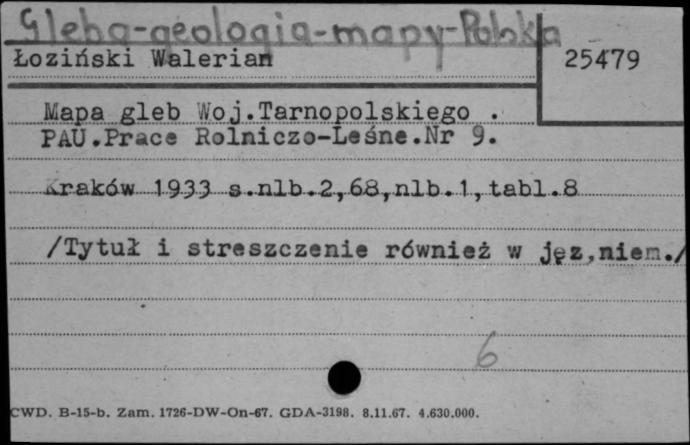 Gleba-geologia-mapy-Polska
Łoziński Walerian
25479
Mapa gleb Woj.Tarnopolskiego .
PAU.Prace Rolniczo-Leśne.Nr 9.
Kraków 1933 s.nlb.2,68,nlb.1,tabl.8
/Tytuł i streszczenie również w jęz,niem./
6
CWD. B-15-b. Zam. 1726-DW-On-67. GDA-3198. 8.11.67. 4.630.000.